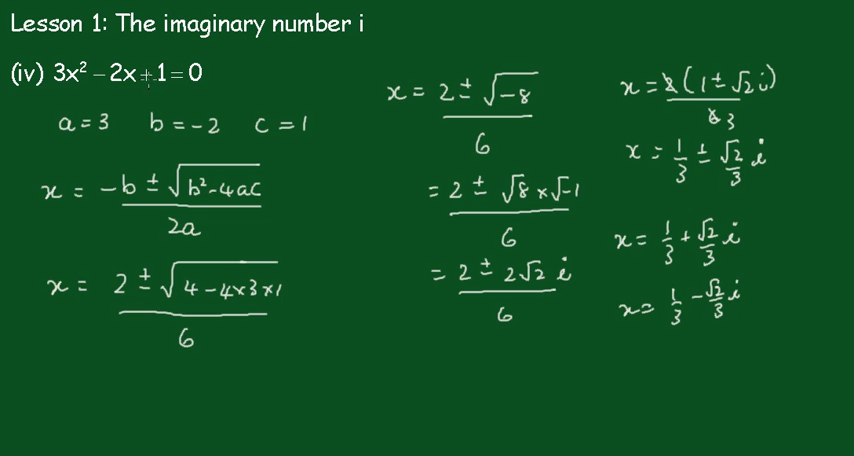 Lesson 1: The imaginary number i
(iv) 3x² − 2x + 1 = 0
a = 3 b = −2 c = 1
x = −b ± √b²−4ac
2a
x = 2 ± √4−4×3×1
6
x = 2 ± √−8
6
= 2 ± √8 × √−1
6
= 2 ± 2√2 i
6
x = 2(1 ± √2 i)
6 3
x = 1/3 ± √2/3 i
x = 1/3 + √2/3 i
x = 1/3 − √2/3 i